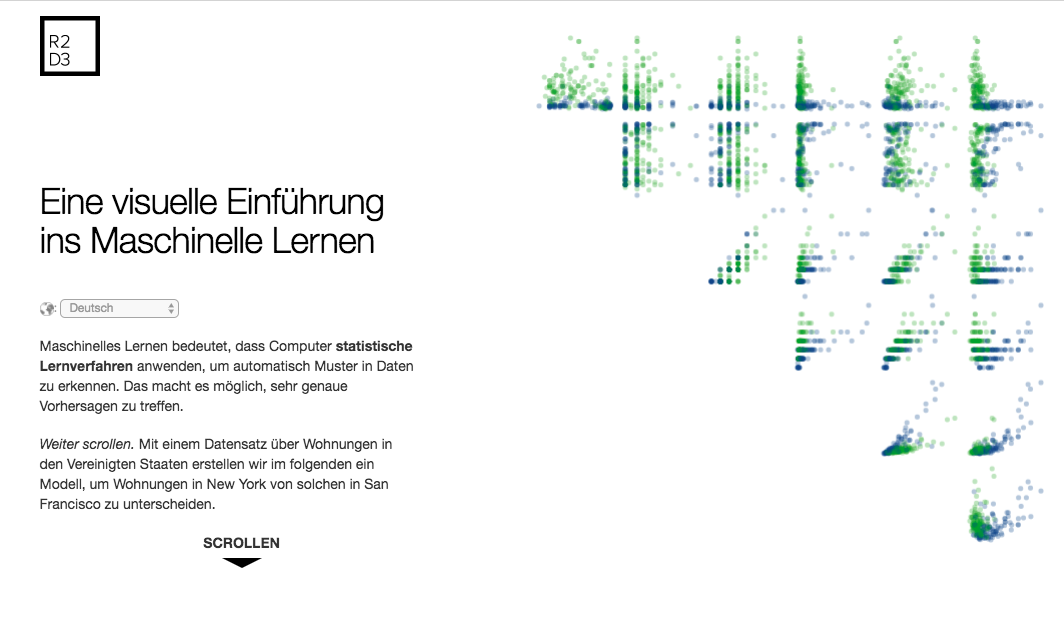 R2
D3
Eine visuelle Einführung
ins Maschinelle Lernen
Deutsch
Maschinelles Lernen bedeutet, dass Computer statistische
Lernverfahren anwenden, um automatisch Muster in Daten
zu erkennen. Das macht es möglich, sehr genaue
Vorhersagen zu treffen.
Weiter scrollen. Mit einem Datensatz über Wohnungen in
den Vereinigten Staaten erstellen wir im folgenden ein
Modell, um Wohnungen in New York von solchen in San
Francisco zu unterscheiden.
SCROLLEN